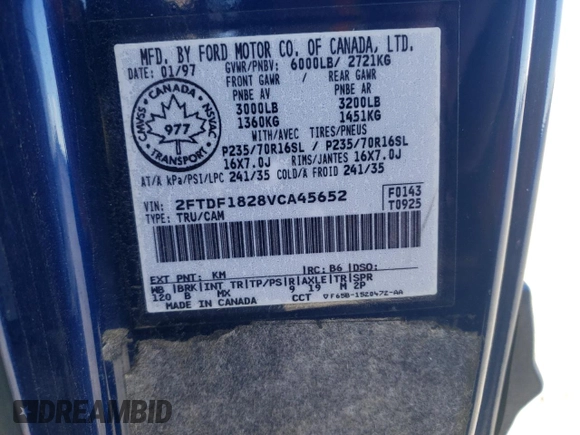 MFD. BY FORD MOTOR CO. OF CANADA, LTD.
DATE: 01/97 GVWR/PNBV: 6000LB/ 2721KG
FRONT GAWR / REAR GAWR
PNBE AV PNBE AR
3000LB 3200LB
1360KG 1451KG
WITH/AVEC TIRES/PNEUS
P235/70R16SL / P235/70R16SL
16X7.0J RIMS/JANTES 16X7.0J
AT/A kPa/PSI/LPC 241/35 COLD/A FROID 241/35
CANADA
CMVSS NSVAC
977
TRANSPORT
VIN: 2FTDF1828VCA45652
TYPE: TRU/CAM
F0143
T0925
EXT PNT: KM RC: B6 DSO:
WB BRK INT TR TP/PS R AXLE TR SPR
120 B MX 9 19 M 2P
MADE IN CANADA CCT
DREAMBID